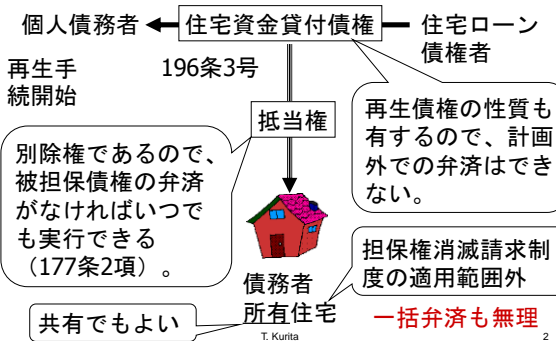 個人債務者
住宅資金貸付債権
住宅ローン
債権者
再生手
続開始
196条3号
抵当権
再生債権の性質も
有するので、計画
外での弁済はでき
ない。
別除権であるので、
被担保債権の弁済
がなければいつで
も実行できる
(177条2項)。
債務者
所有住宅
担保権消滅請求制
度の適用範囲外
共有でもよい
一括弁済も無理
T. Kurita
2